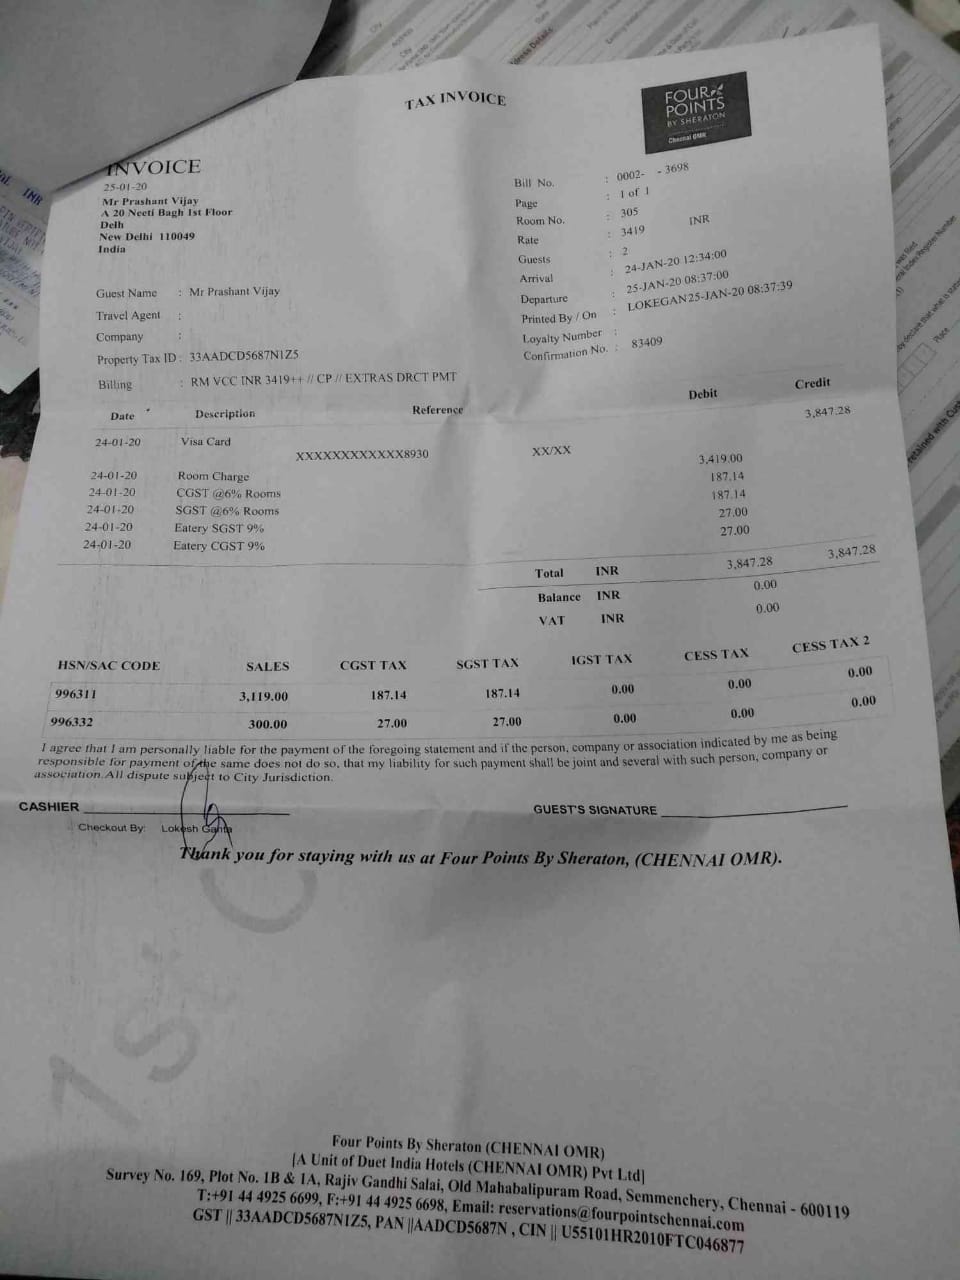 TAX INVOICE
FOUR
POINTS
BY SHERATON
Chennai OMR
INVOICE
25-01-20
Mr Prashant Vijay
A 20 Neeti Bagh 1st Floor
Delh
New Delhi 110049
India
Bill No. : 0002- - 3698
Page : 1 of 1
Room No. : 305
Rate : 3419 INR
Guests : 2
Arrival : 24-JAN-20 12:34:00
Departure : 25-JAN-20 08:37:00
Printed By / On : LOKEGAN25-JAN-20 08:37:39
Loyalty Number :
Confirmation No. : 83409
Guest Name : Mr Prashant Vijay
Travel Agent :
Company :
Property Tax ID : 33AADCD5687N1Z5
Billing : RM VCC INR 3419++ // CP // EXTRAS DRCT PMT
Date Description Reference Debit Credit
24-01-20 Visa Card 3,847.28
XXXXXXXXXXXX8930 XX/XX
24-01-20 Room Charge 3,419.00
24-01-20 CGST @6% Rooms 187.14
24-01-20 SGST @6% Rooms 187.14
24-01-20 Eatery SGST 9% 27.00
24-01-20 Eatery CGST 9% 27.00
Total INR 3,847.28 3,847.28
Balance INR 0.00
VAT INR 0.00
HSN/SAC CODE SALES CGST TAX SGST TAX IGST TAX CESS TAX CESS TAX 2
996311 3,119.00 187.14 187.14 0.00 0.00 0.00
996332 300.00 27.00 27.00 0.00 0.00 0.00
I agree that I am personally liable for the payment of the foregoing statement and if the person, company or association indicated by me as being
responsible for payment of the same does not do so, that my liability for such payment shall be joint and several with such person, company or
association.All dispute subject to City Jurisdiction.
CASHIER
GUEST'S SIGNATURE
Checkout By: Lokesh Ganta
Thank you for staying with us at Four Points By Sheraton, (CHENNAI OMR).
1st C
Four Points By Sheraton (CHENNAI OMR)
[A Unit of Duet India Hotels (CHENNAI OMR) Pvt Ltd]
Survey No. 169, Plot No. 1B & 1A, Rajiv Gandhi Salai, Old Mahabalipuram Road, Semmenchery, Chennai - 600119
T:+91 44 4925 6699, F:+91 44 4925 6698, Email: reservations@fourpointschennai.com
GST || 33AADCD5687N1Z5, PAN ||AADCD5687N , CIN || U55101HR2010FTC046877